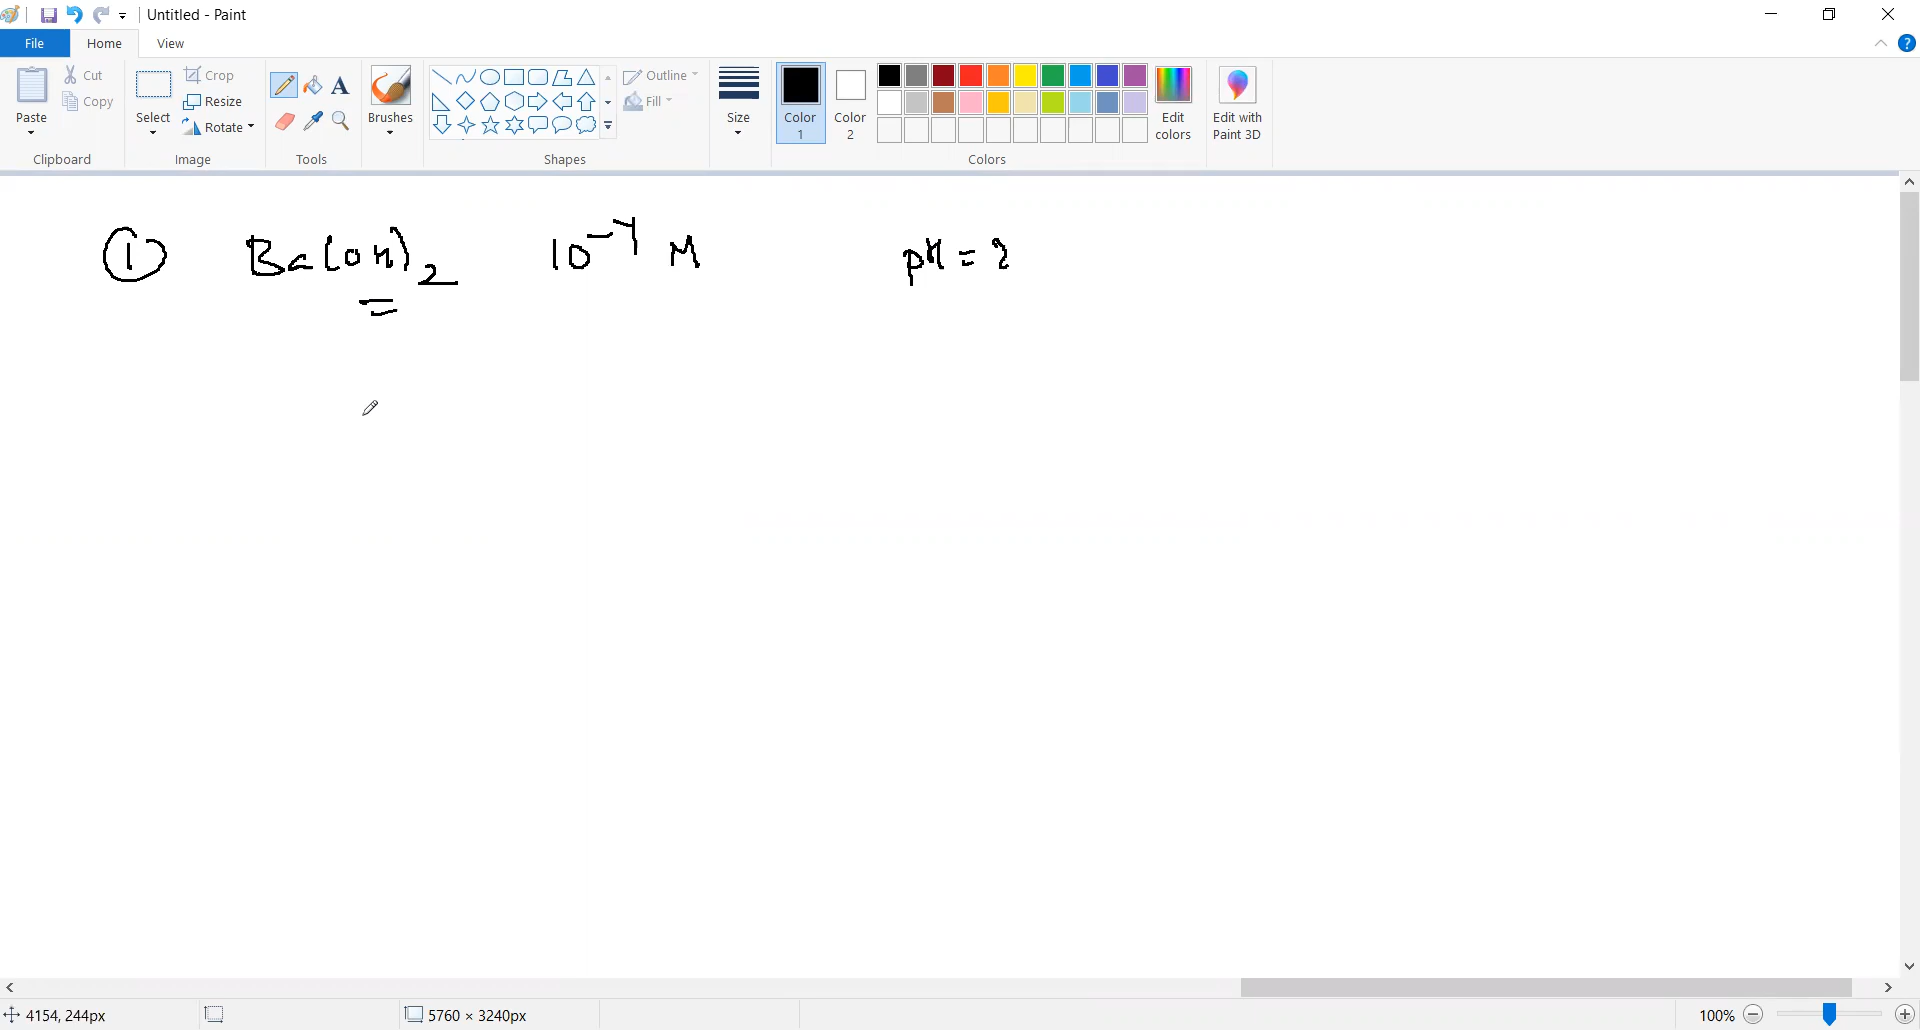 Untitled - Paint
File Home View
Paste Cut Copy Clipboard
Select Crop Resize Rotate Image
Tools
Brushes
Outline Fill Shapes
Size
Color 1 Color 2 Edit colors Colors
Edit with Paint 3D
① Ba(OH)₂ 10⁻⁴ M pH = ?
4154, 244px 5760 × 3240px 100%